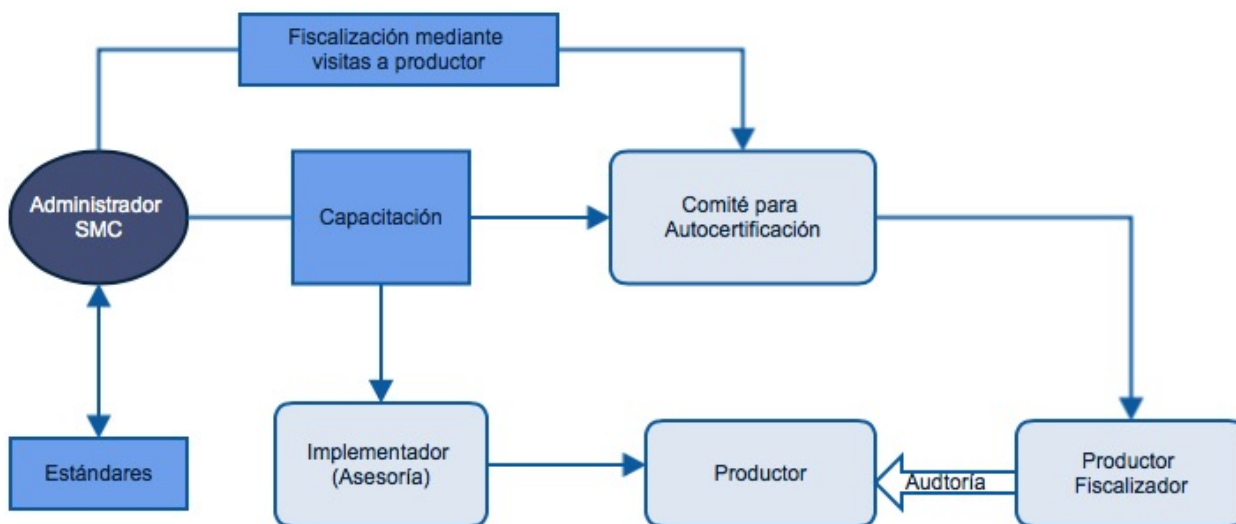 Fiscalización mediante
visitas a productor
Administrador
SMC
Capacitación
Comité para
Autocertificación
Estándares
Implementador
(Asesoría)
Productor
Audtoría
Productor
Fiscalizador